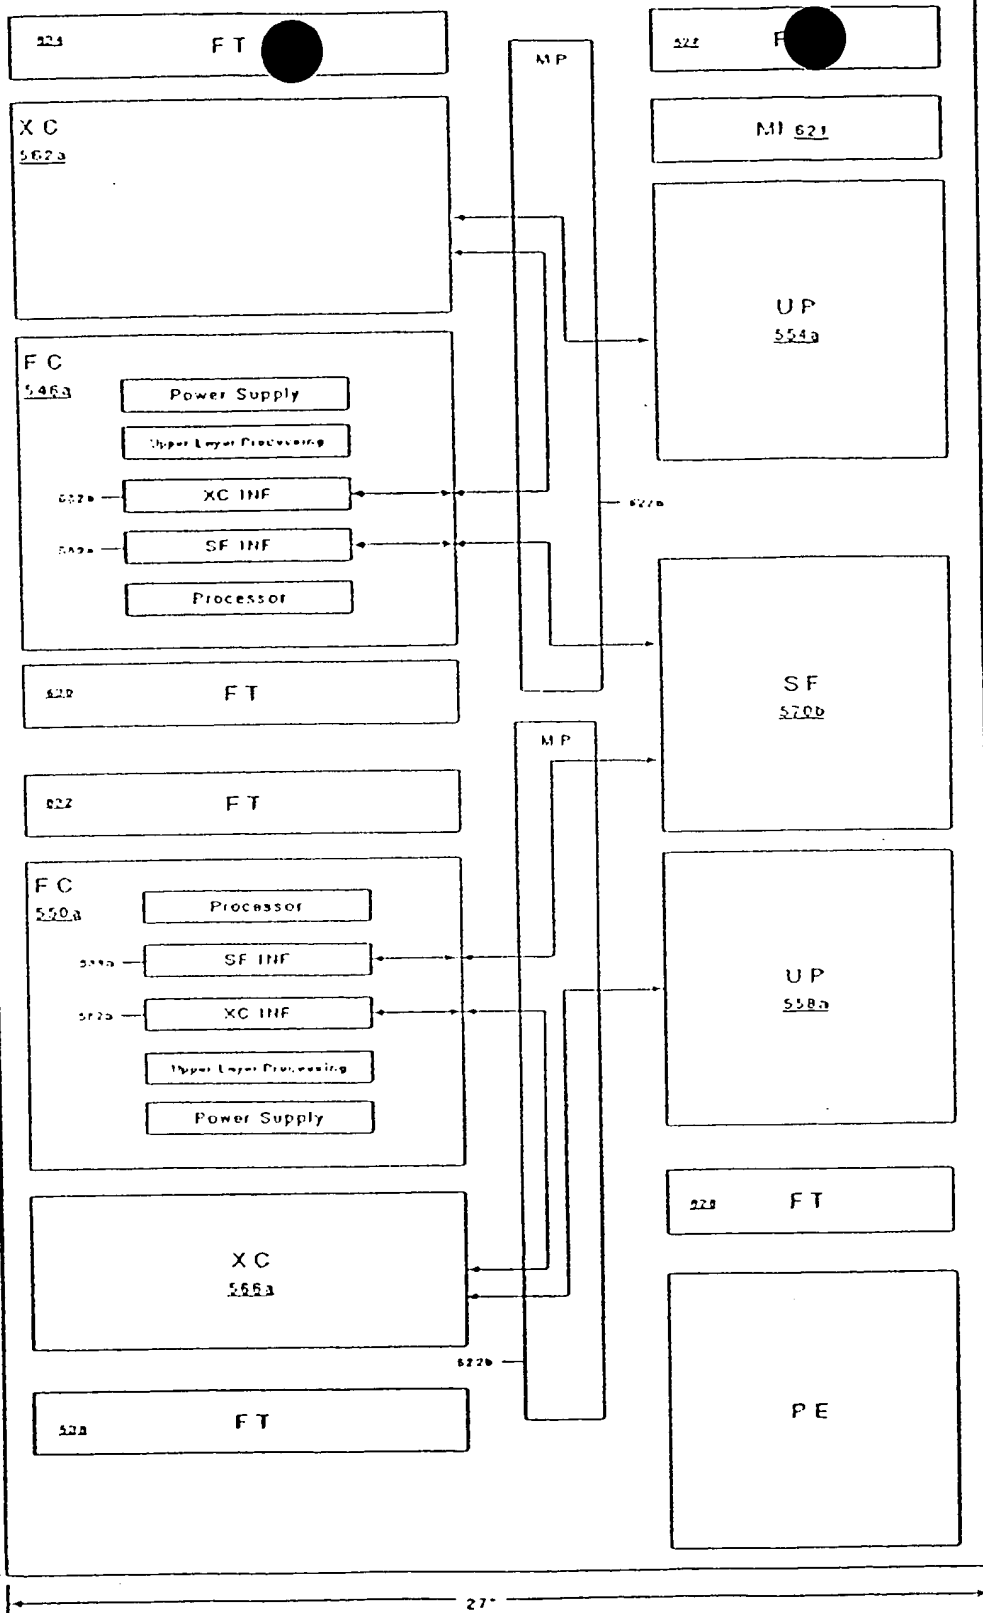 FT
MP
XC
562a
MI 621
UP
554a
FC
546a
Power Supply
Upper Layer Processing
XC INF
SF INF
Processor
FT
SF
570b
MP
FT
FC
550a
Processor
SF INF
XC INF
Upper Layer Processing
Power Supply
UP
558a
XC
566a
622b
FT
FT
PE
27"